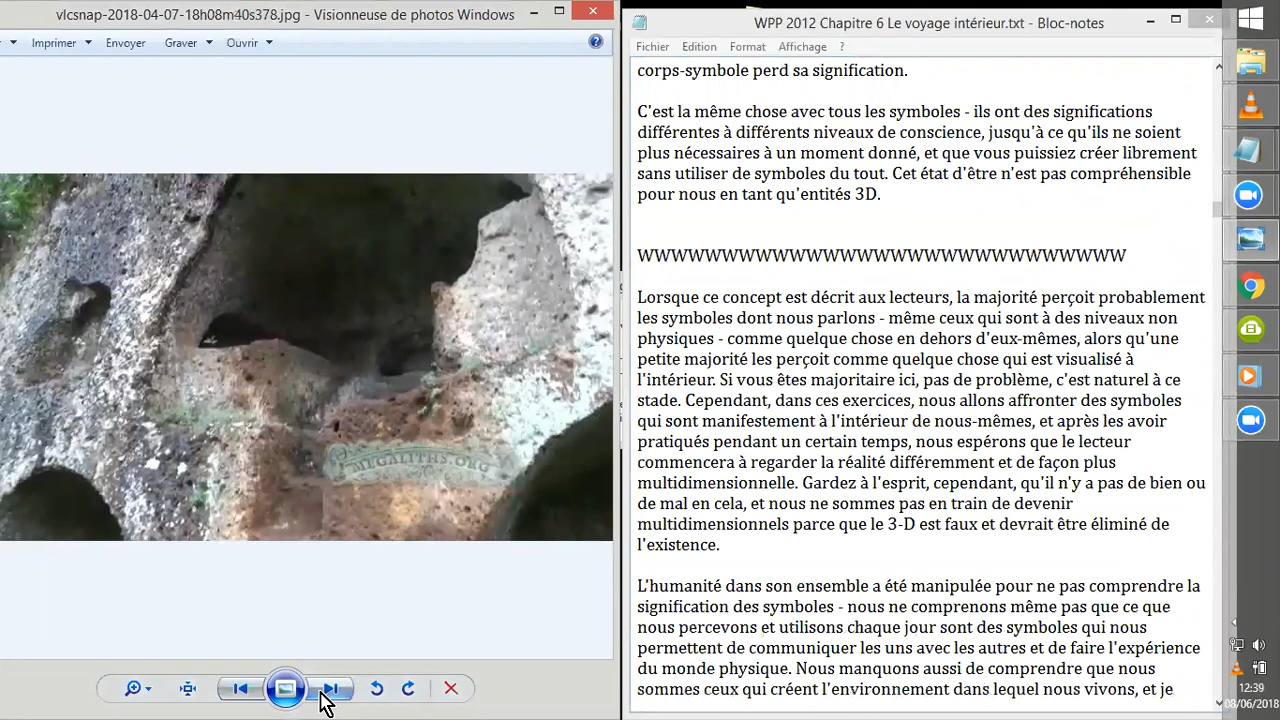 vlcsnap-2018-04-07-18h08m40s378.jpg - Visionneuse de photos Windows
Imprimer
Envoyer
Graver
Ouvrir
MEGALITHS.ORG
WPP 2012 Chapitre 6 Le voyage intérieur.txt - Bloc-notes
Fichier Edition Format Affichage ?
corps-symbole perd sa signification.
C'est la même chose avec tous les symboles - ils ont des significations
différentes à différents niveaux de conscience, jusqu'à ce qu'ils ne soient
plus nécessaires à un moment donné, et que vous puissiez créer librement
sans utiliser de symboles du tout. Cet état d'être n'est pas compréhensible
pour nous en tant qu'entités 3D.
WWWWWWWWWWWWWWWWWWWWWWWWWWWWW
Lorsque ce concept est décrit aux lecteurs, la majorité perçoit probablement
les symboles dont nous parlons - même ceux qui sont à des niveaux non
physiques - comme quelque chose en dehors d'eux-mêmes, alors qu'une
petite majorité les perçoit comme quelque chose qui est visualisé à
l'intérieur. Si vous êtes majoritaire ici, pas de problème, c'est naturel à ce
stade. Cependant, dans ces exercices, nous allons affronter des symboles
qui sont manifestement à l'intérieur de nous-mêmes, et après les avoir
pratiqués pendant un certain temps, nous espérons que le lecteur
commencera à regarder la réalité différemment et de façon plus
multidimensionnelle. Gardez à l'esprit, cependant, qu'il n'y a pas de bien ou
de mal en cela, et nous ne sommes pas en train de devenir
multidimensionnels parce que le 3-D est faux et devrait être éliminé de
l'existence.
L'humanité dans son ensemble a été manipulée pour ne pas comprendre la
signification des symboles - nous ne comprenons même pas que ce que
nous percevons et utilisons chaque jour sont des symboles qui nous
permettent de communiquer les uns avec les autres et de faire l'expérience
du monde physique. Nous manquons aussi de comprendre que nous
sommes ceux qui créent l'environnement dans lequel nous vivons, et je
12:39
08/06/2018